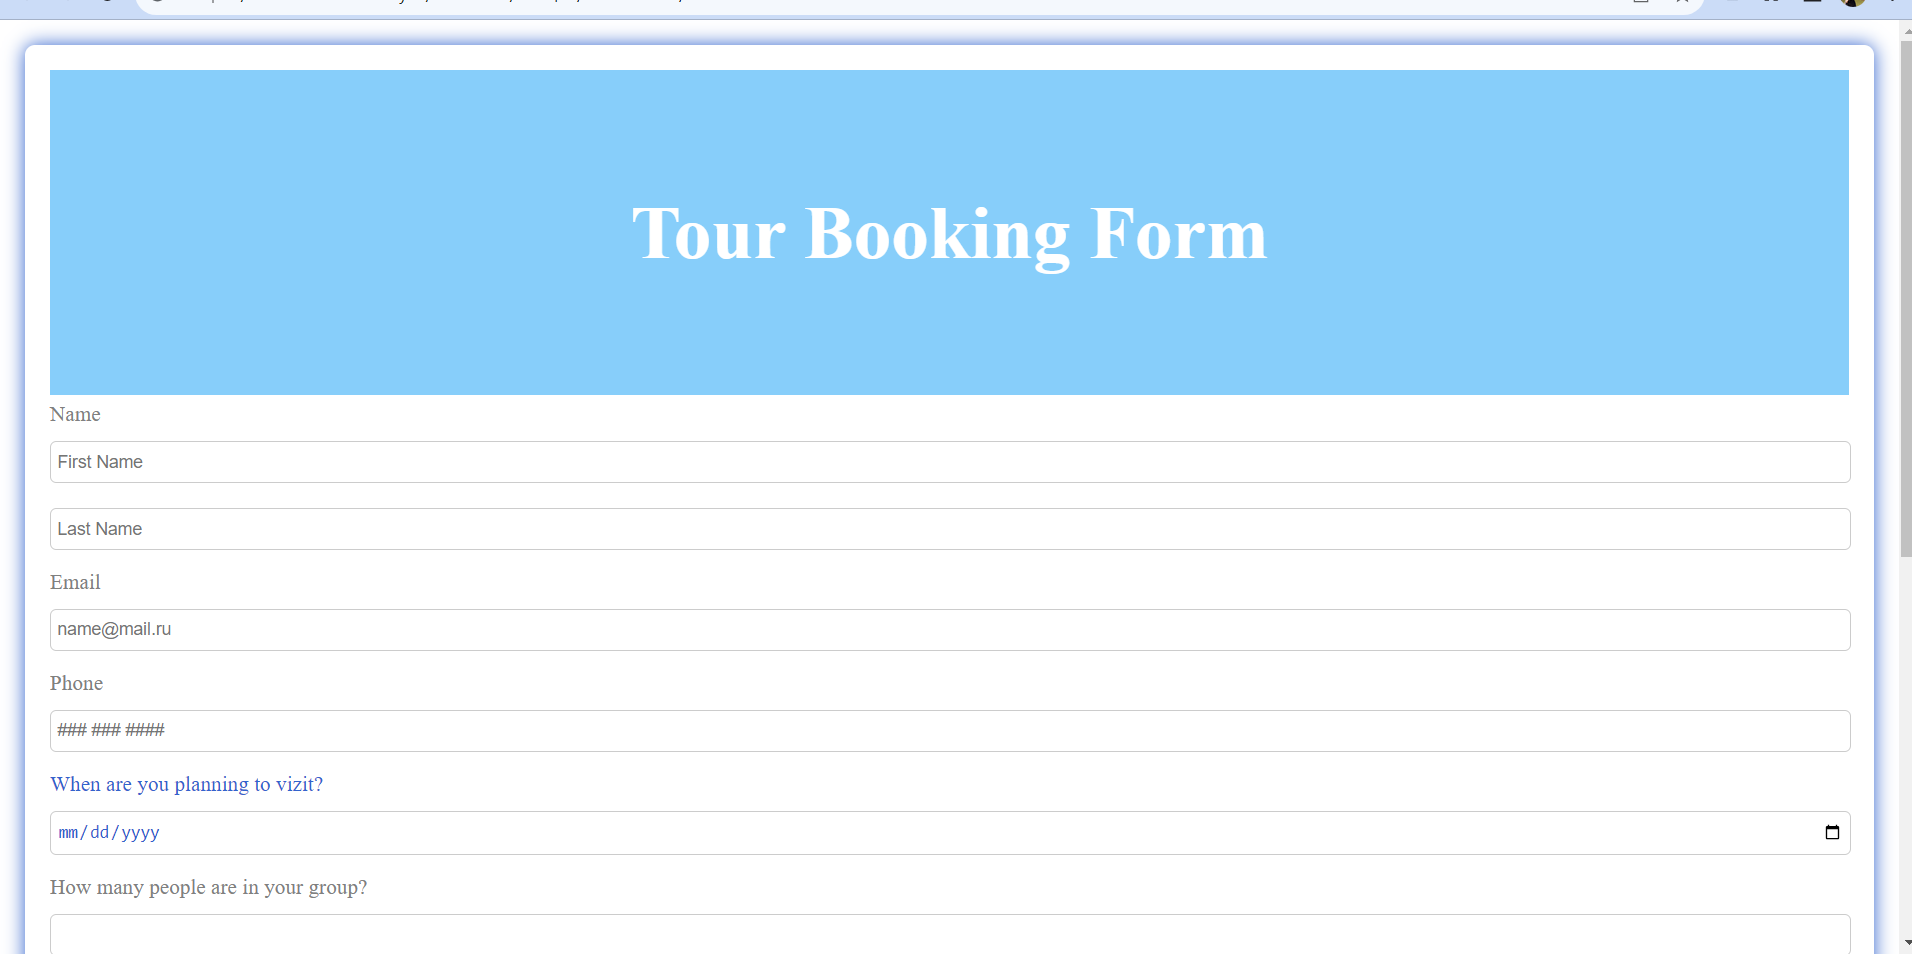 Tour Booking Form
Name
First Name
Last Name
Email
name@mail.ru
Phone
### ### ####
When are you planning to vizit?
mm/dd/yyyy
How many people are in your group?